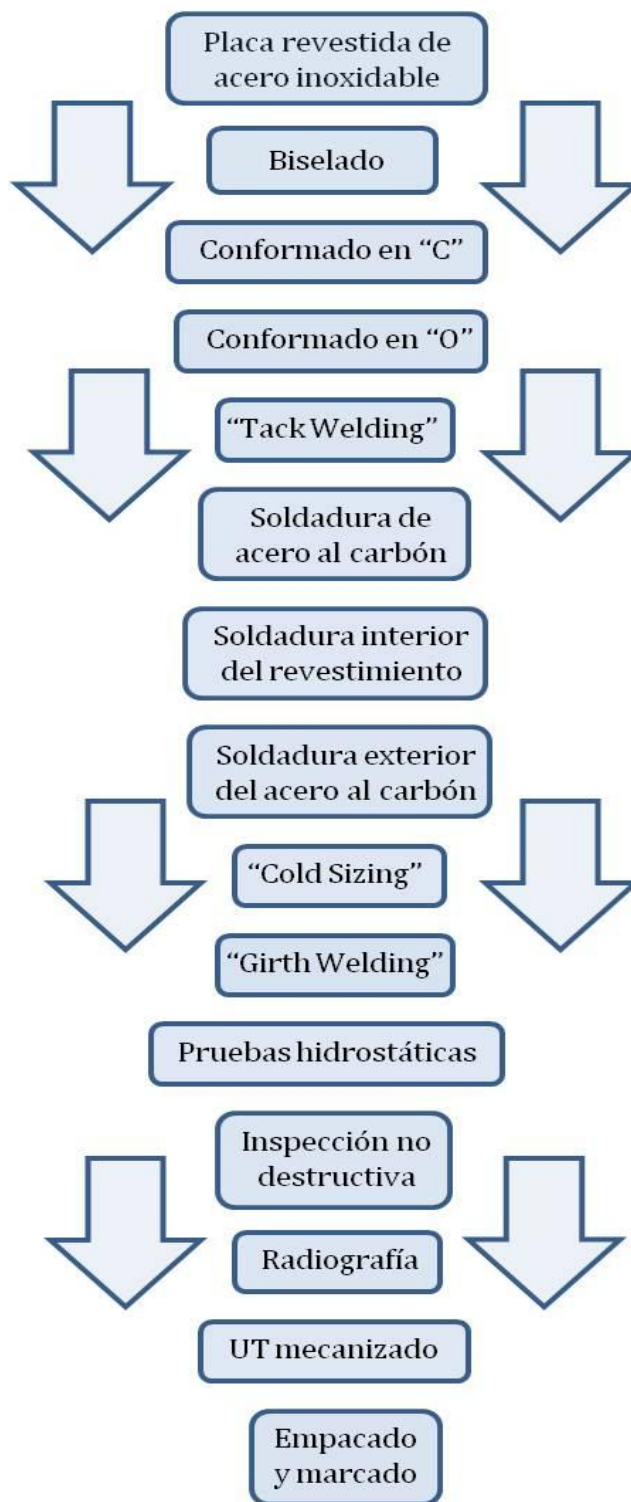 Placa revestida de
acero inoxidable
Biselado
Conformado en “C”
Conformado en “O”
“Tack Welding”
Soldadura de
acero al carbón
Soldadura interior
del revestimiento
Soldadura exterior
del acero al carbón
“Cold Sizing”
“Girth Welding”
Pruebas hidrostáticas
Inspección no
destructiva
Radiografía
UT mecanizado
Empacado
y marcado